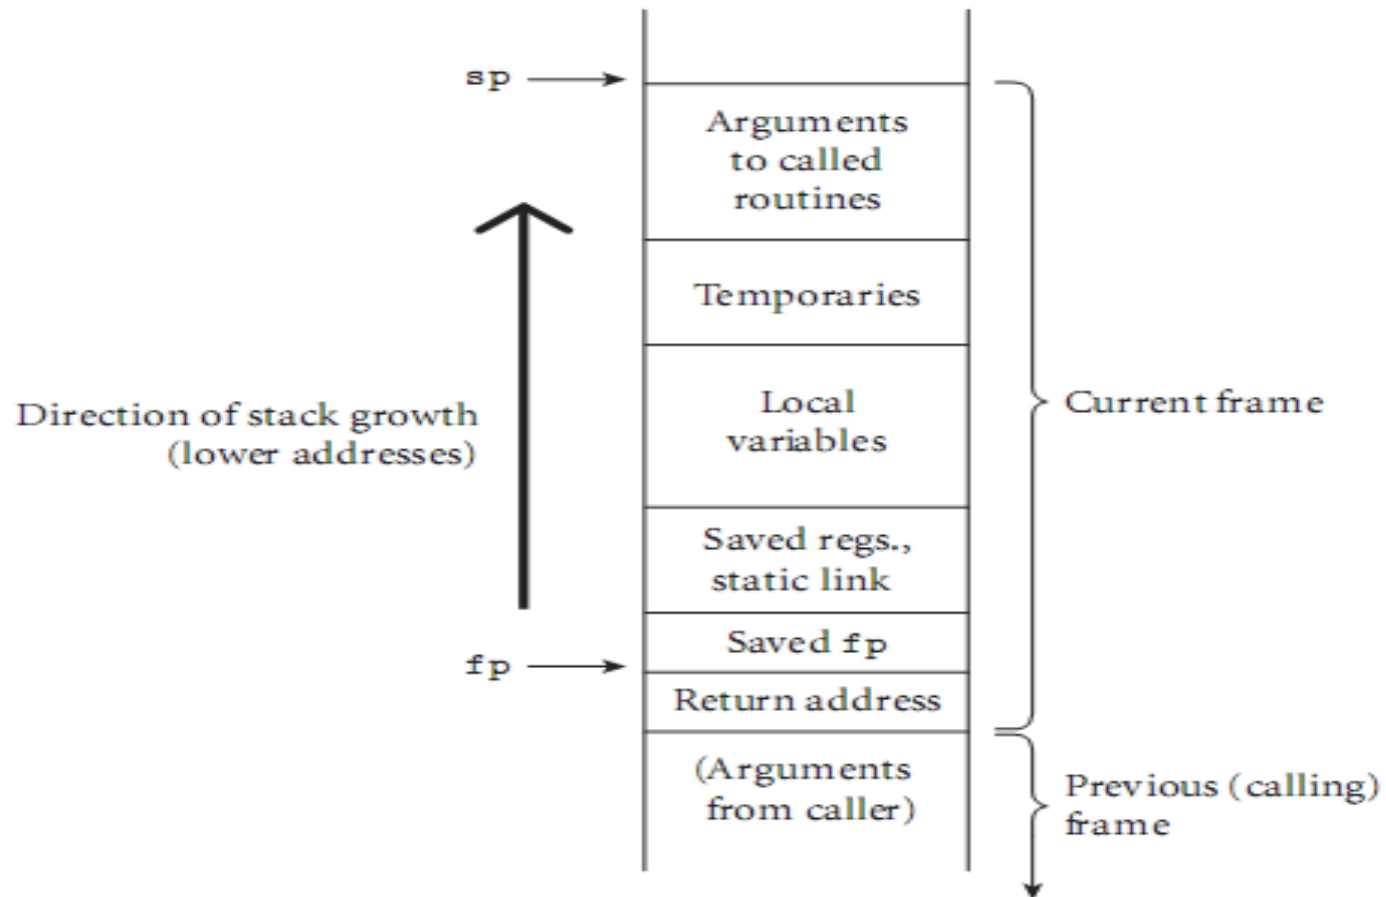 sp
Arguments
to called
routines
Temporaries
Direction of stack growth
(lower addresses)
Local
variables
Current frame
Saved regs.,
static link
Saved fp
fp
Return address
(Arguments
from caller)
Previous (calling)
frame